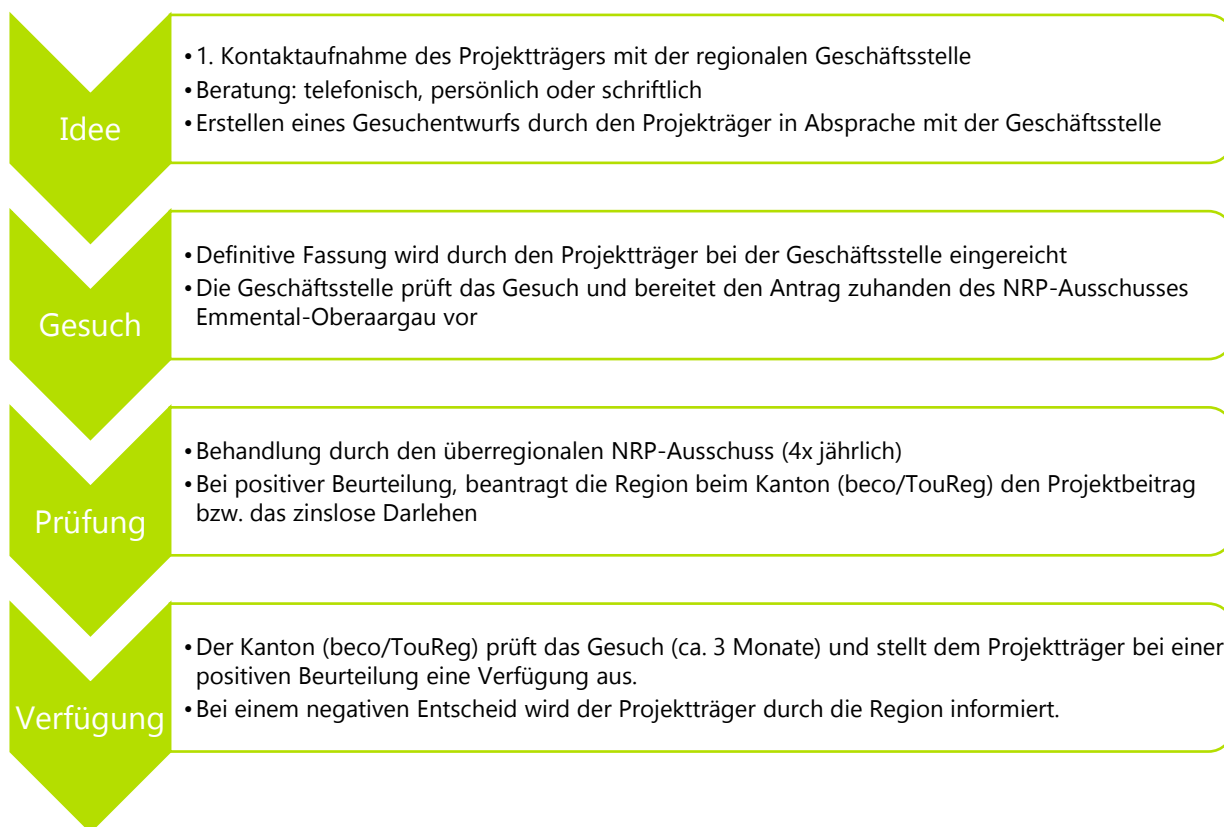 Idee
• 1. Kontaktaufnahme des Projektträgers mit der regionalen Geschäftsstelle
• Beratung: telefonisch, persönlich oder schriftlich
• Erstellen eines Gesuchentwurfs durch den Projekträger in Absprache mit der Geschäftsstelle
Gesuch
• Definitive Fassung wird durch den Projektträger bei der Geschäftsstelle eingereicht
• Die Geschäftsstelle prüft das Gesuch und bereitet den Antrag zuhanden des NRP-Ausschusses
Emmental-Oberaargau vor
Prüfung
• Behandlung durch den überregionalen NRP-Ausschuss (4x jährlich)
• Bei positiver Beurteilung, beantragt die Region beim Kanton (beco/TouReg) den Projektbeitrag
bzw. das zinslose Darlehen
Verfügung
• Der Kanton (beco/TouReg) prüft das Gesuch (ca. 3 Monate) und stellt dem Projektträger bei einer
positiven Beurteilung eine Verfügung aus.
• Bei einem negativen Entscheid wird der Projektträger durch die Region informiert.